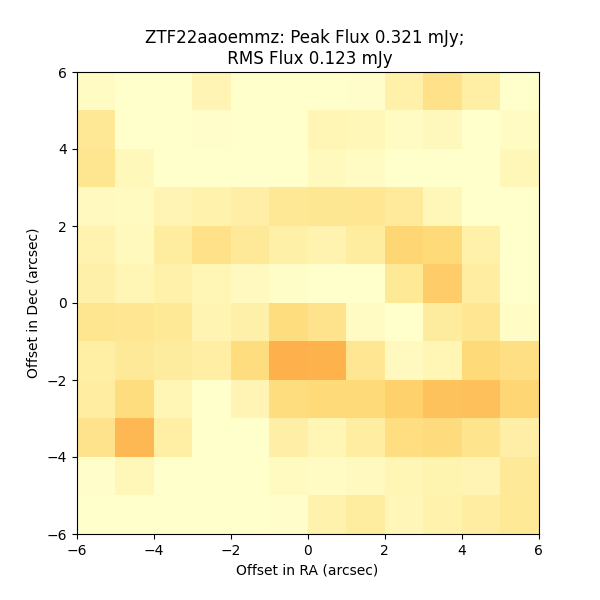 ZTF22aaoemmz: Peak Flux 0.321 mJy;
RMS Flux 0.123 mJy
6
4
2
0
−2
−4
−6
Offset in Dec (arcsec)
−6 −4 −2 0 2 4 6
Offset in RA (arcsec)